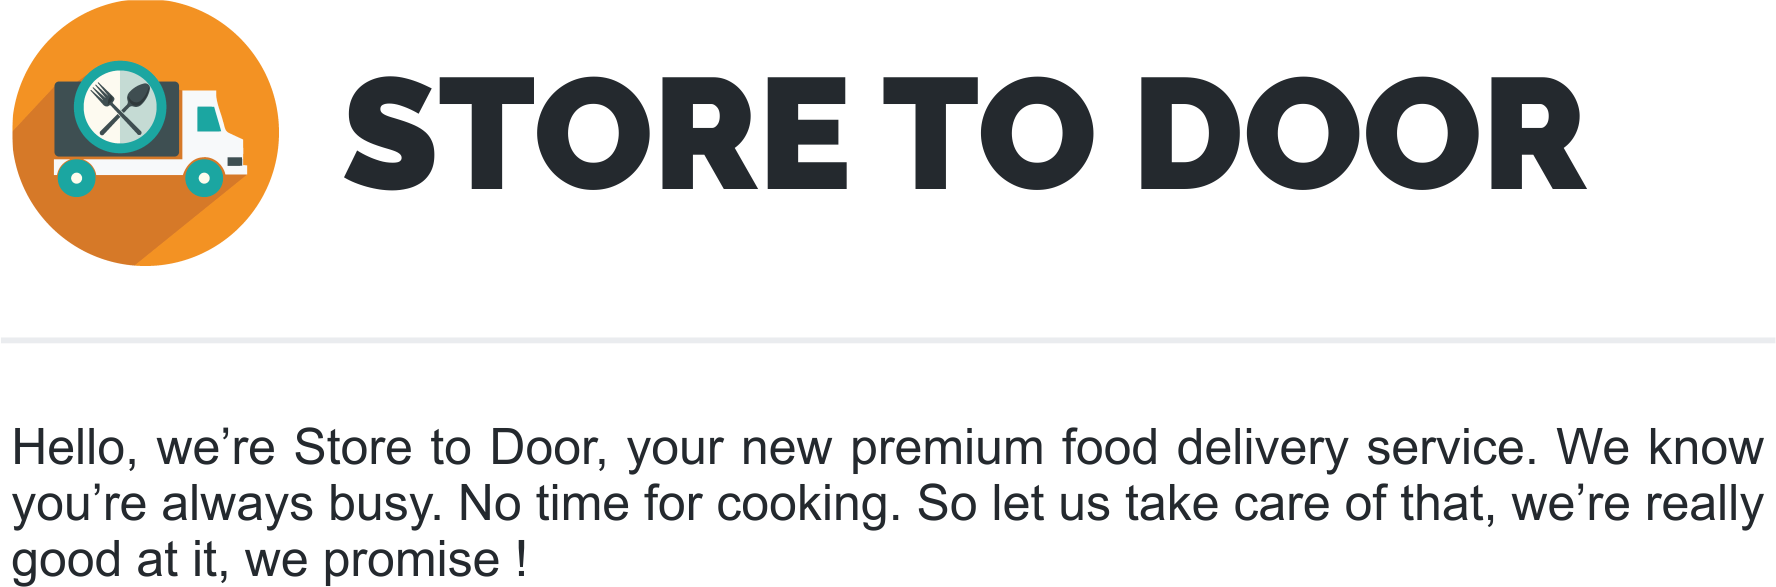 STORE TO DOOR
Hello, we’re Store to Door, your new premium food delivery service. We know
you’re always busy. No time for cooking. So let us take care of that, we’re really
good at it, we promise !